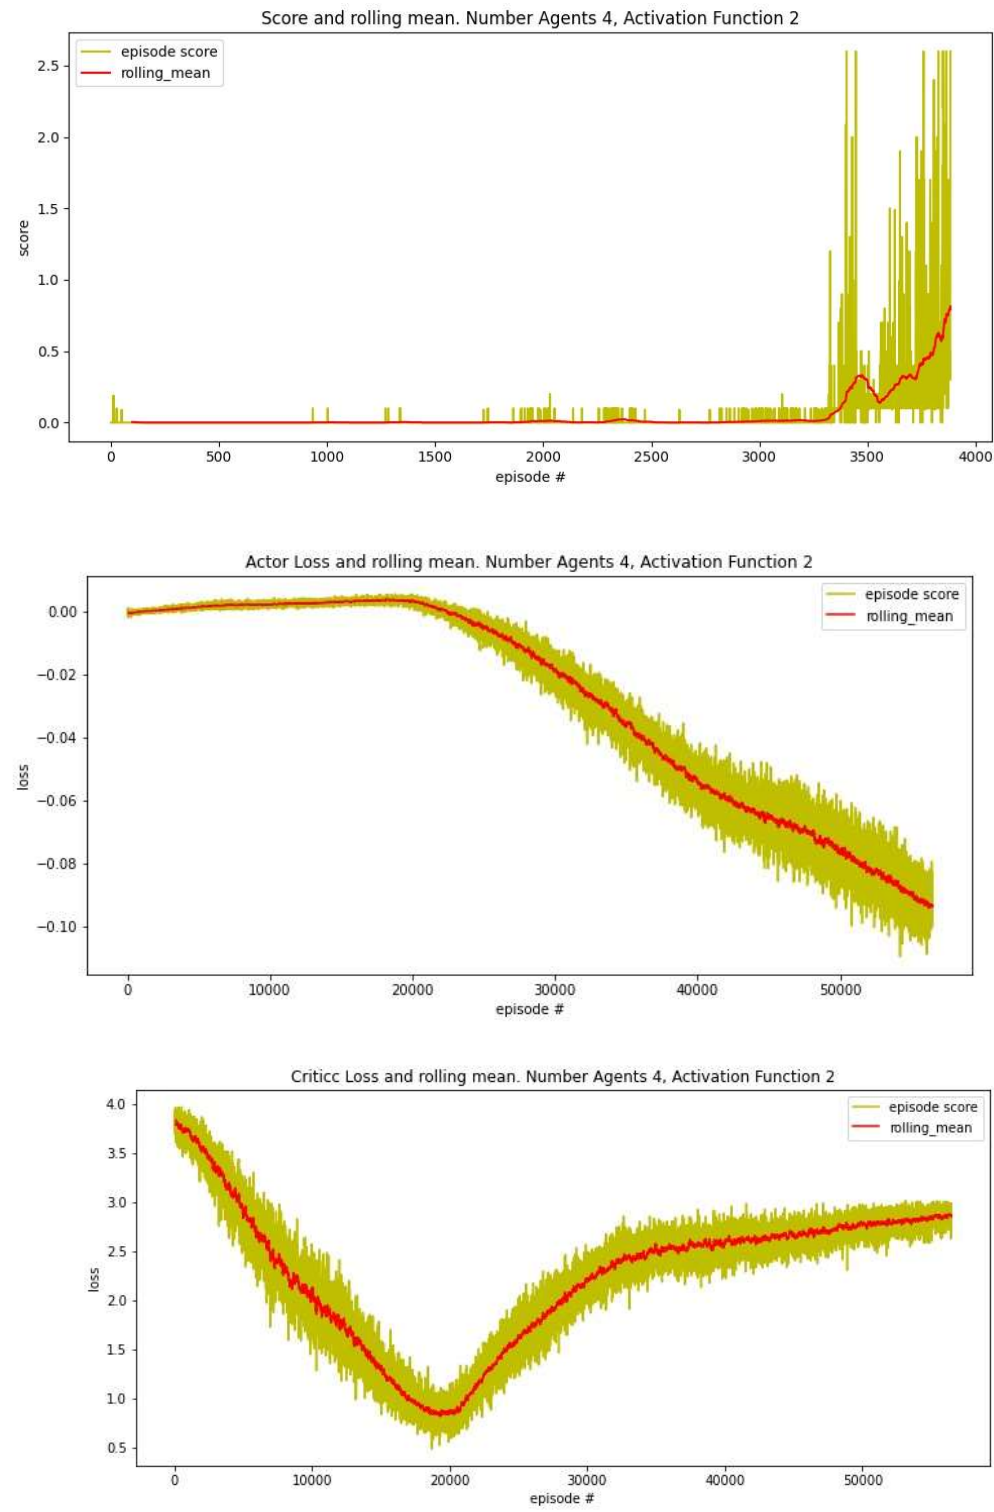 Score and rolling mean. Number Agents 4, Activation Function 2
episode score
rolling_mean
2.5
2.0
1.5
1.0
0.5
0.0
score
0 500 1000 1500 2000 2500 3000 3500 4000
episode #
Actor Loss and rolling mean. Number Agents 4, Activation Function 2
episode score
rolling_mean
0.00
−0.02
−0.04
−0.06
−0.08
−0.10
loss
0 10000 20000 30000 40000 50000
episode #
Criticc Loss and rolling mean. Number Agents 4, Activation Function 2
episode score
rolling_mean
4.0
3.5
3.0
2.5
2.0
1.5
1.0
0.5
loss
0 10000 20000 30000 40000 50000
episode #